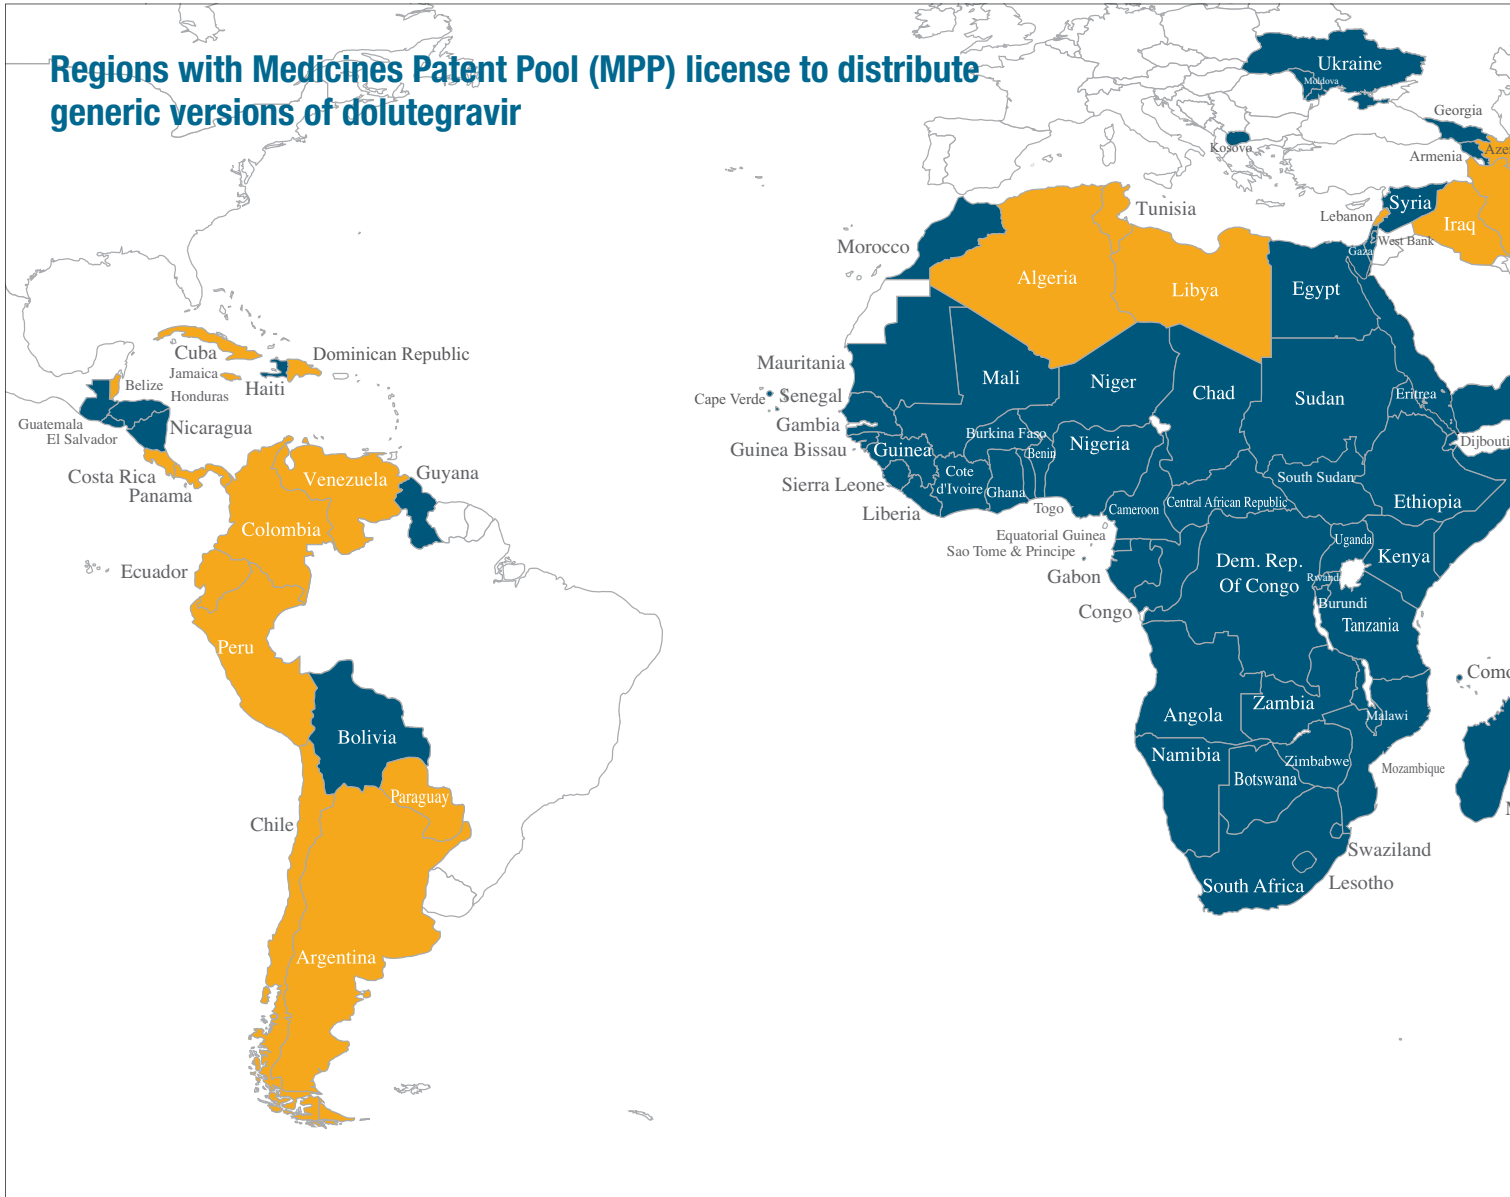 Regions with Medicines Patent Pool (MPP) license to distribute
generic versions of dolutegravir
Ukraine
Moldova
Georgia
Kosovo
Armenia
Aze
Syria
Lebanon
Iraq
West Bank
Gaza
Tunisia
Morocco
Algeria
Libya
Egypt
Cuba
Dominican Republic
Jamaica
Haiti
Belize
Honduras
Guatemala
El Salvador
Nicaragua
Costa Rica
Panama
Venezuela
Guyana
Colombia
Ecuador
Peru
Bolivia
Paraguay
Chile
Argentina
Mauritania
Mali
Niger
Chad
Sudan
Eritrea
Cape Verde
Senegal
Gambia
Guinea Bissau
Guinea
Burkina Faso
Benin
Nigeria
Djibouti
Sierra Leone
Cote
d'Ivoire
Ghana
Liberia
Togo
Cameroon
Central African Republic
South Sudan
Ethiopia
Equatorial Guinea
Sao Tome & Principe
Gabon
Congo
Dem. Rep.
Of Congo
Uganda
Kenya
Rwanda
Burundi
Tanzania
Como
Angola
Zambia
Malawi
Namibia
Zimbabwe
Botswana
Mozambique
Swaziland
South Africa
Lesotho